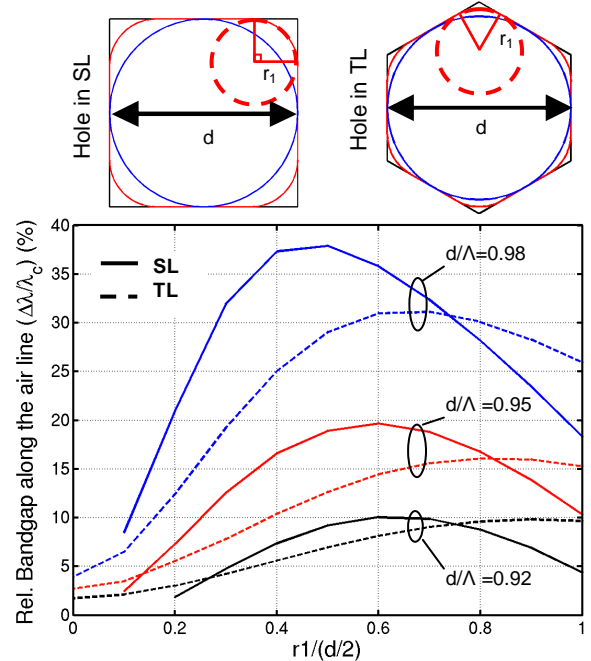 Hole in SL
r1
d
Hole in TL
r1
d
Rel. Bandgap along the air line (Δλ/λc) (%)
40
35
30
25
20
15
10
5
0
SL
TL
d/Λ=0.98
d/Λ =0.95
d/Λ=0.92
0
0.2
0.4
0.6
0.8
1
r1/(d/2)